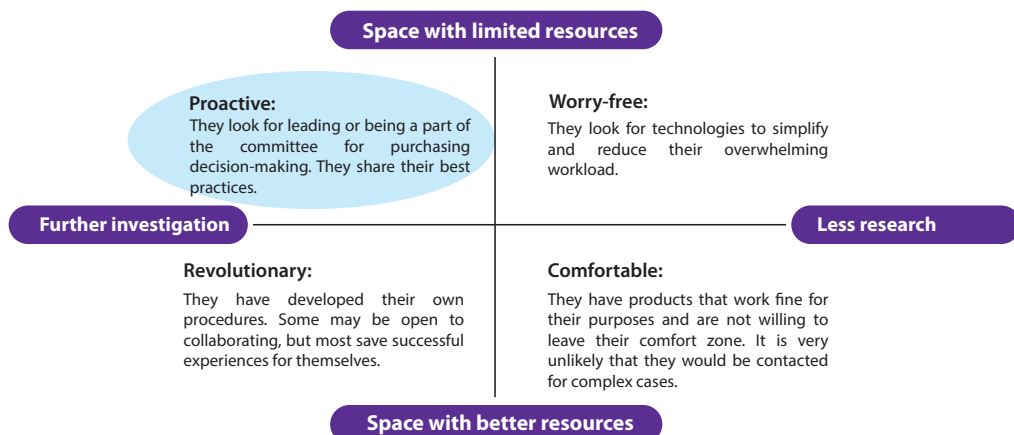 Space with limited resources
Proactive:
They look for leading or being a part of
the committee for purchasing
decision-making. They share their best
practices.
Worry-free:
They look for technologies to simplify
and reduce their overwhelming
workload.
Further investigation
Less research
Revolutionary:
They have developed their own
procedures. Some may be open to
collaborating, but most save successful
experiences for themselves.
Comfortable:
They have products that work fine for
their purposes and are not willing to
leave their comfort zone. It is very
unlikely that they would be contacted
for complex cases.
Space with better resources